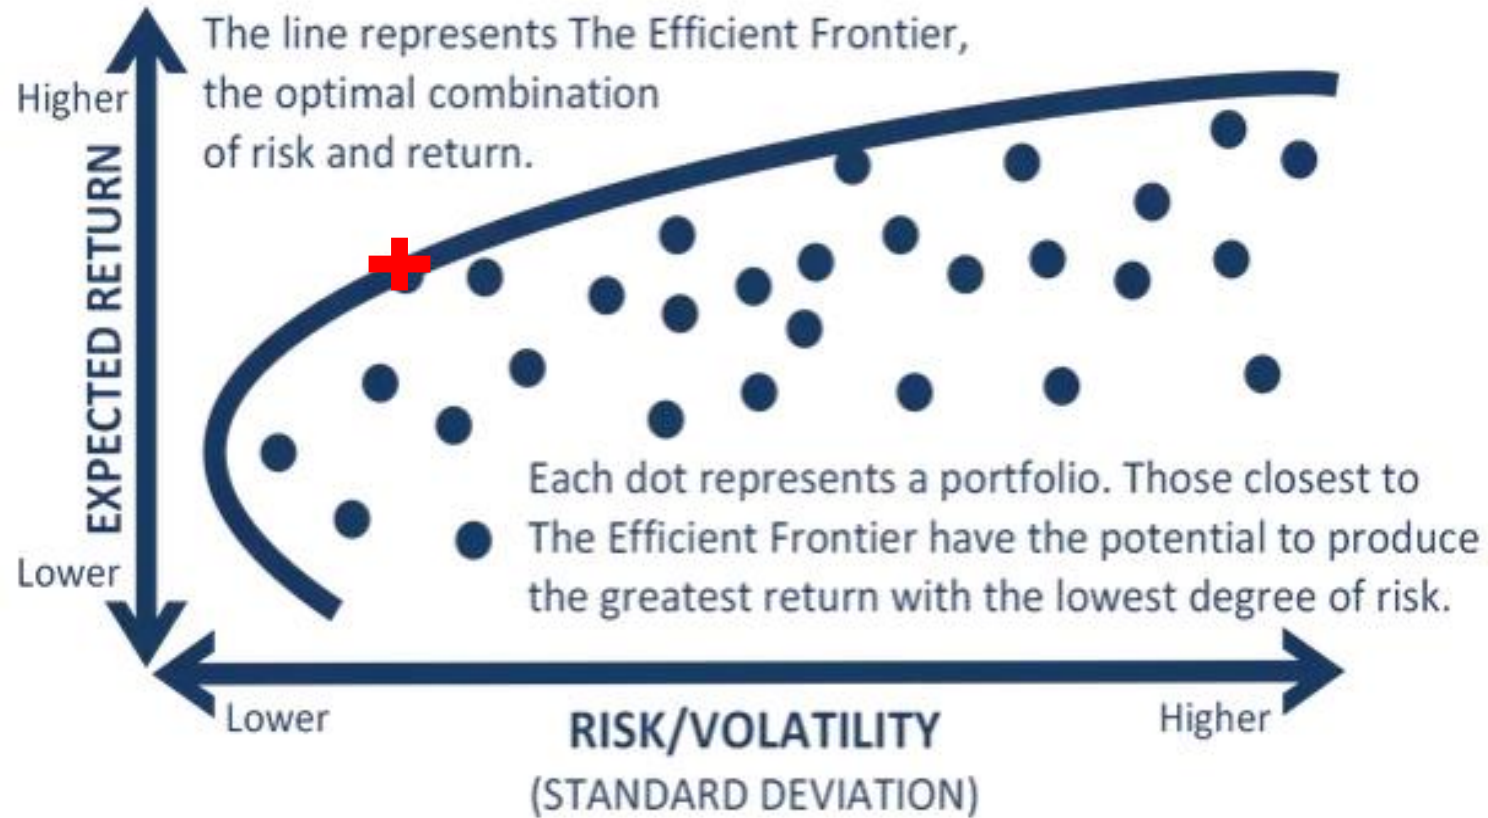 The line represents The Efficient Frontier,
the optimal combination
of risk and return.
Higher
EXPECTED RETURN
Lower
Each dot represents a portfolio. Those closest to
The Efficient Frontier have the potential to produce
the greatest return with the lowest degree of risk.
Lower
RISK/VOLATILITY
Higher
(STANDARD DEVIATION)